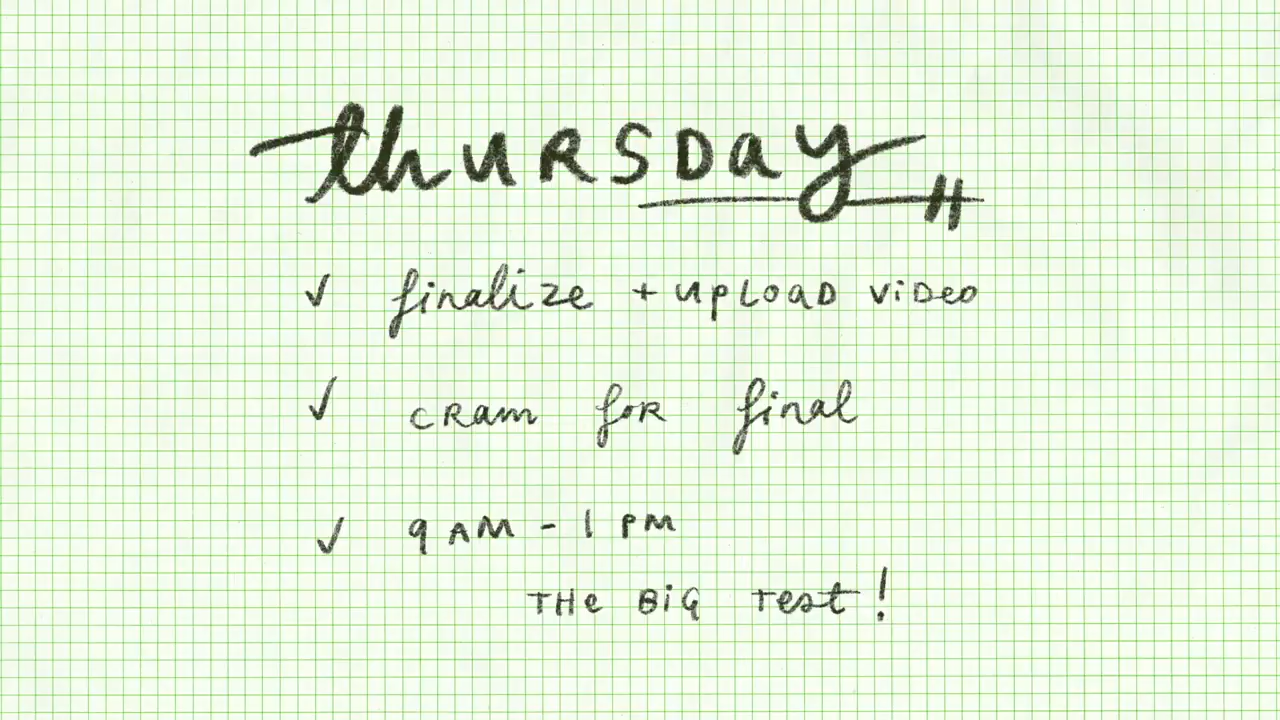 thURSDay
✓ finalize + UPLOAD ViDeo
✓ CRam foR final
✓ 9 AM - 1 PM
THe BiG Test!